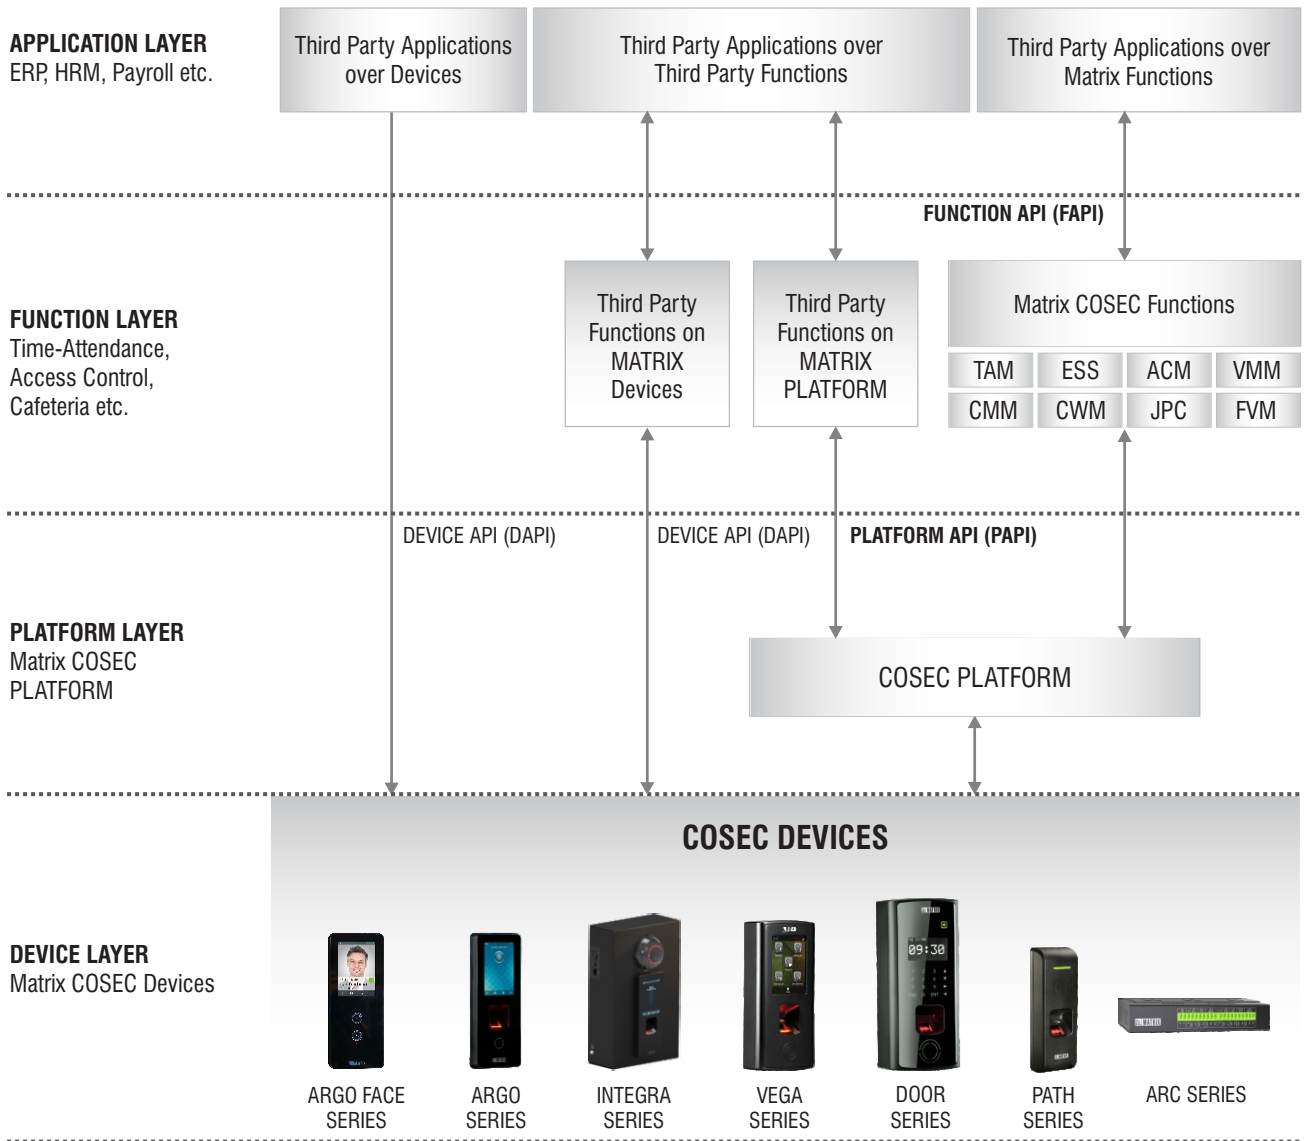 APPLICATION LAYER
ERP, HRM, Payroll etc.
Third Party Applications
over Devices
Third Party Applications over
Third Party Functions
Third Party Applications over
Matrix Functions
FUNCTION API (FAPI)
FUNCTION LAYER
Time-Attendance,
Access Control,
Cafeteria etc.
Third Party
Functions on
MATRIX
Devices
Third Party
Functions on
MATRIX
PLATFORM
Matrix COSEC Functions
TAM ESS ACM VMM
CMM CWM JPC FVM
DEVICE API (DAPI)
DEVICE API (DAPI)
PLATFORM API (PAPI)
PLATFORM LAYER
Matrix COSEC
PLATFORM
COSEC PLATFORM
COSEC DEVICES
DEVICE LAYER
Matrix COSEC Devices
09:30
MATRIX
ARGO FACE
SERIES
ARGO
SERIES
INTEGRA
SERIES
VEGA
SERIES
DOOR
SERIES
PATH
SERIES
ARC SERIES